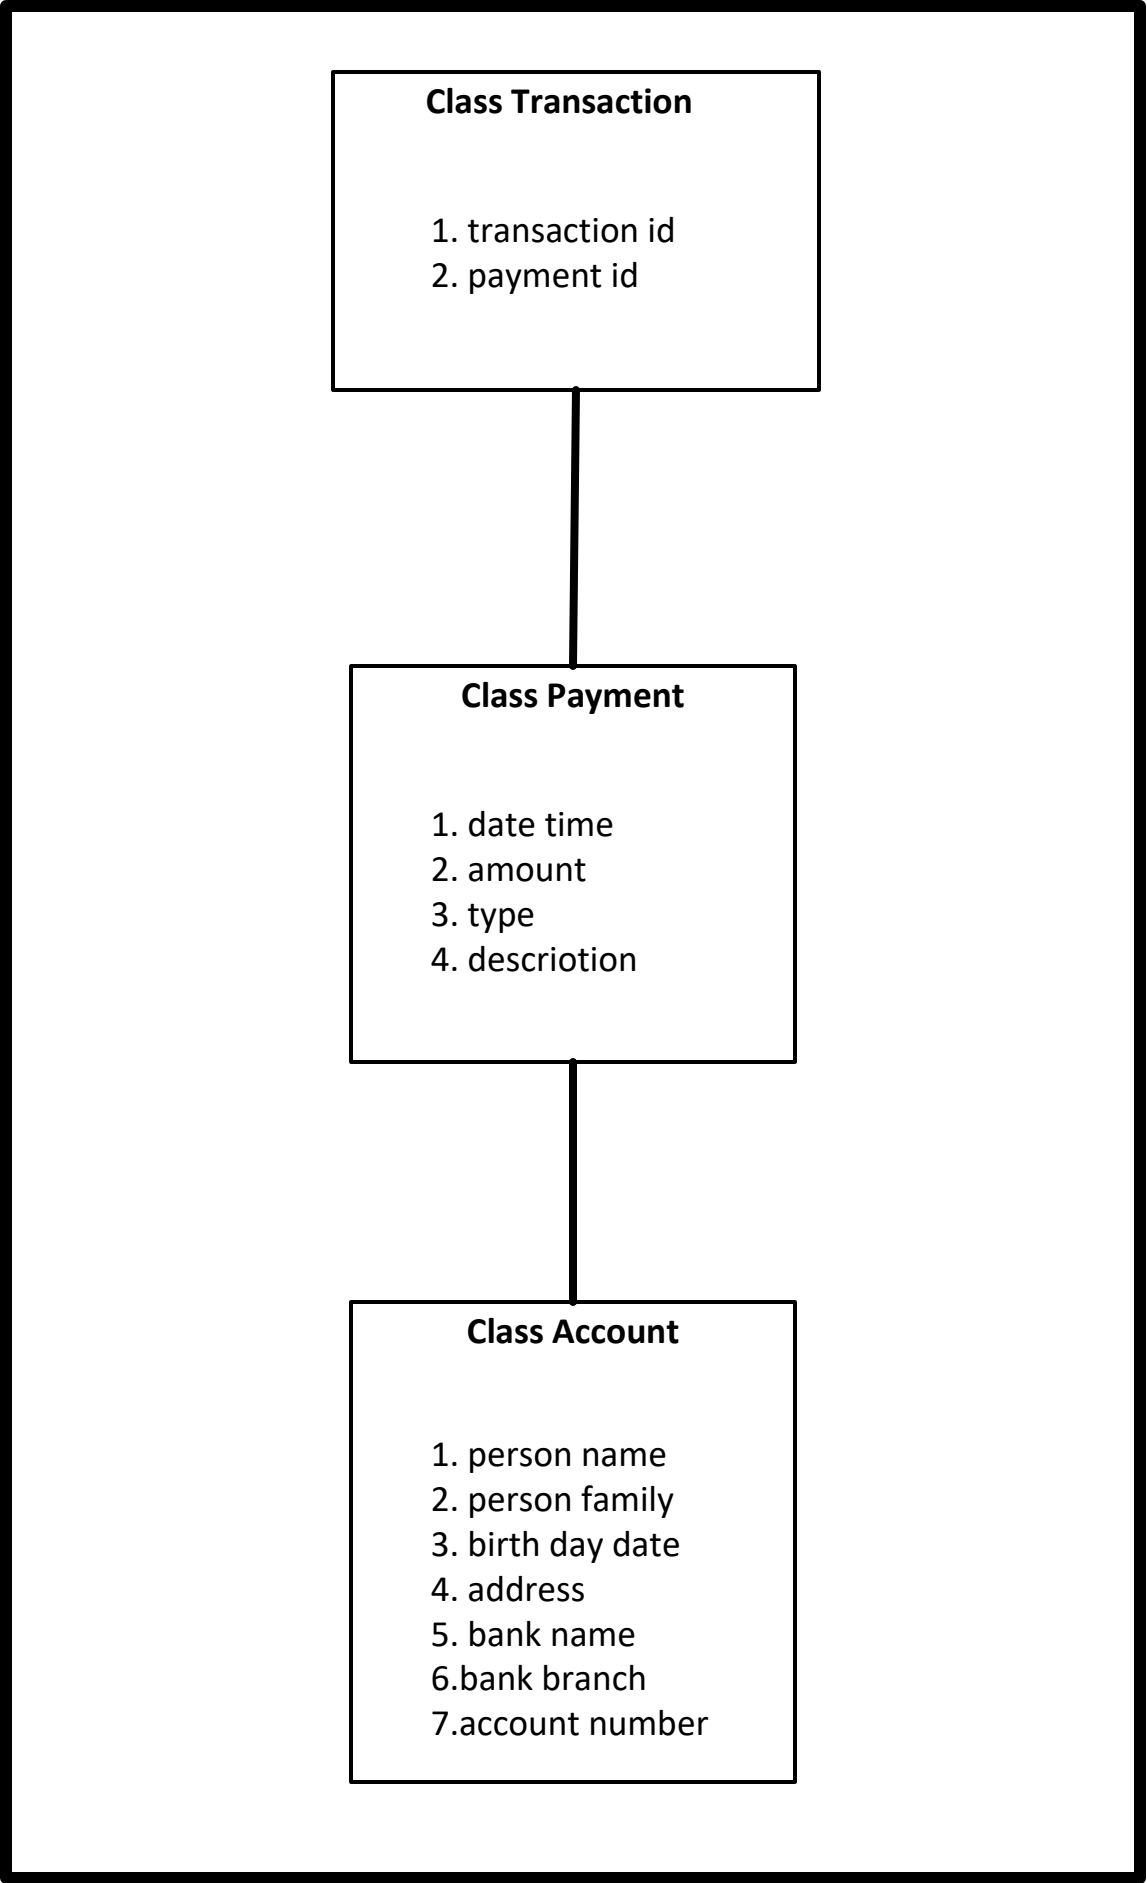 Class Transaction
1. transaction id
2. payment id
Class Payment
1. date time
2. amount
3. type
4. descriotion
Class Account
1. person name
2. person family
3. birth day date
4. address
5. bank name
6.bank branch
7.account number